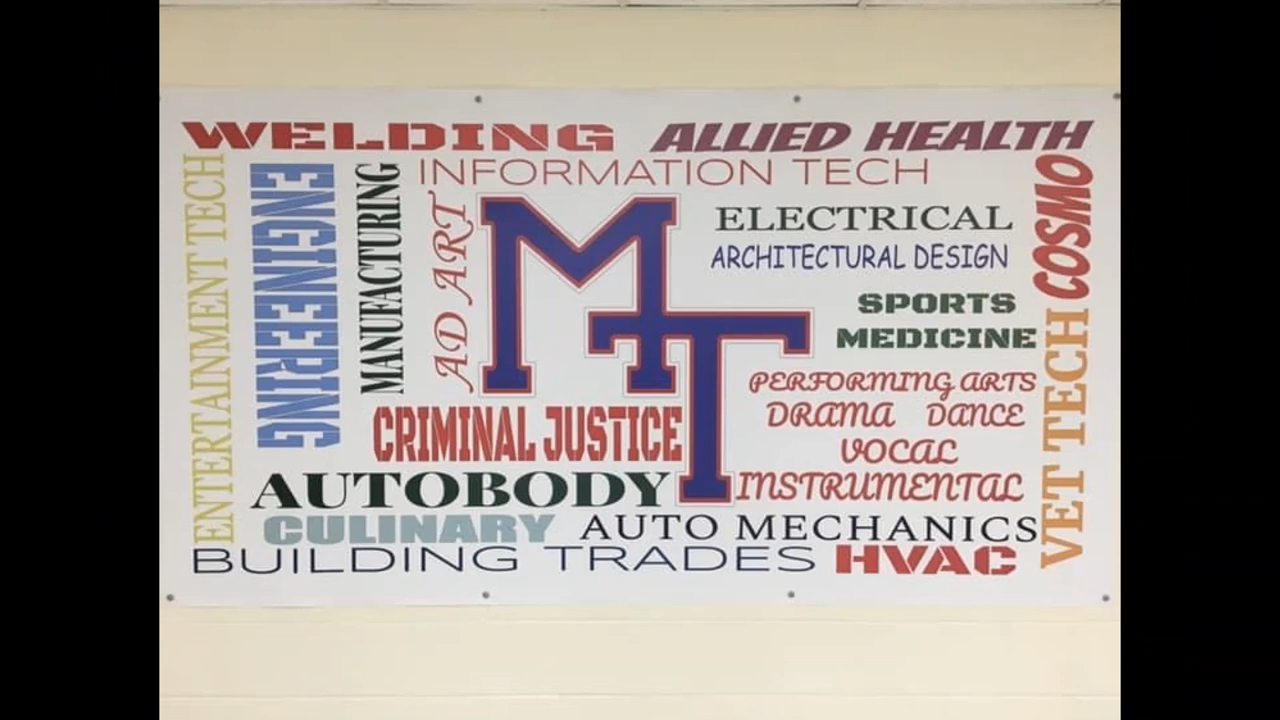 WELDING ALLIED HEALTH
INFORMATION TECH
ENTERTAINMENT TECH
ENGINEERING
MANUFACTURING
AD ART
MT
ELECTRICAL
ARCHITECTURAL DESIGN
COSMO
SPORTS
MEDICINE
VET TECH
PERFORMING ARTS
DRAMA DANCE
VOCAL
INSTRUMENTAL
CRIMINAL JUSTICE
AUTOBODY
CULINARY AUTO MECHANICS
BUILDING TRADES HVAC